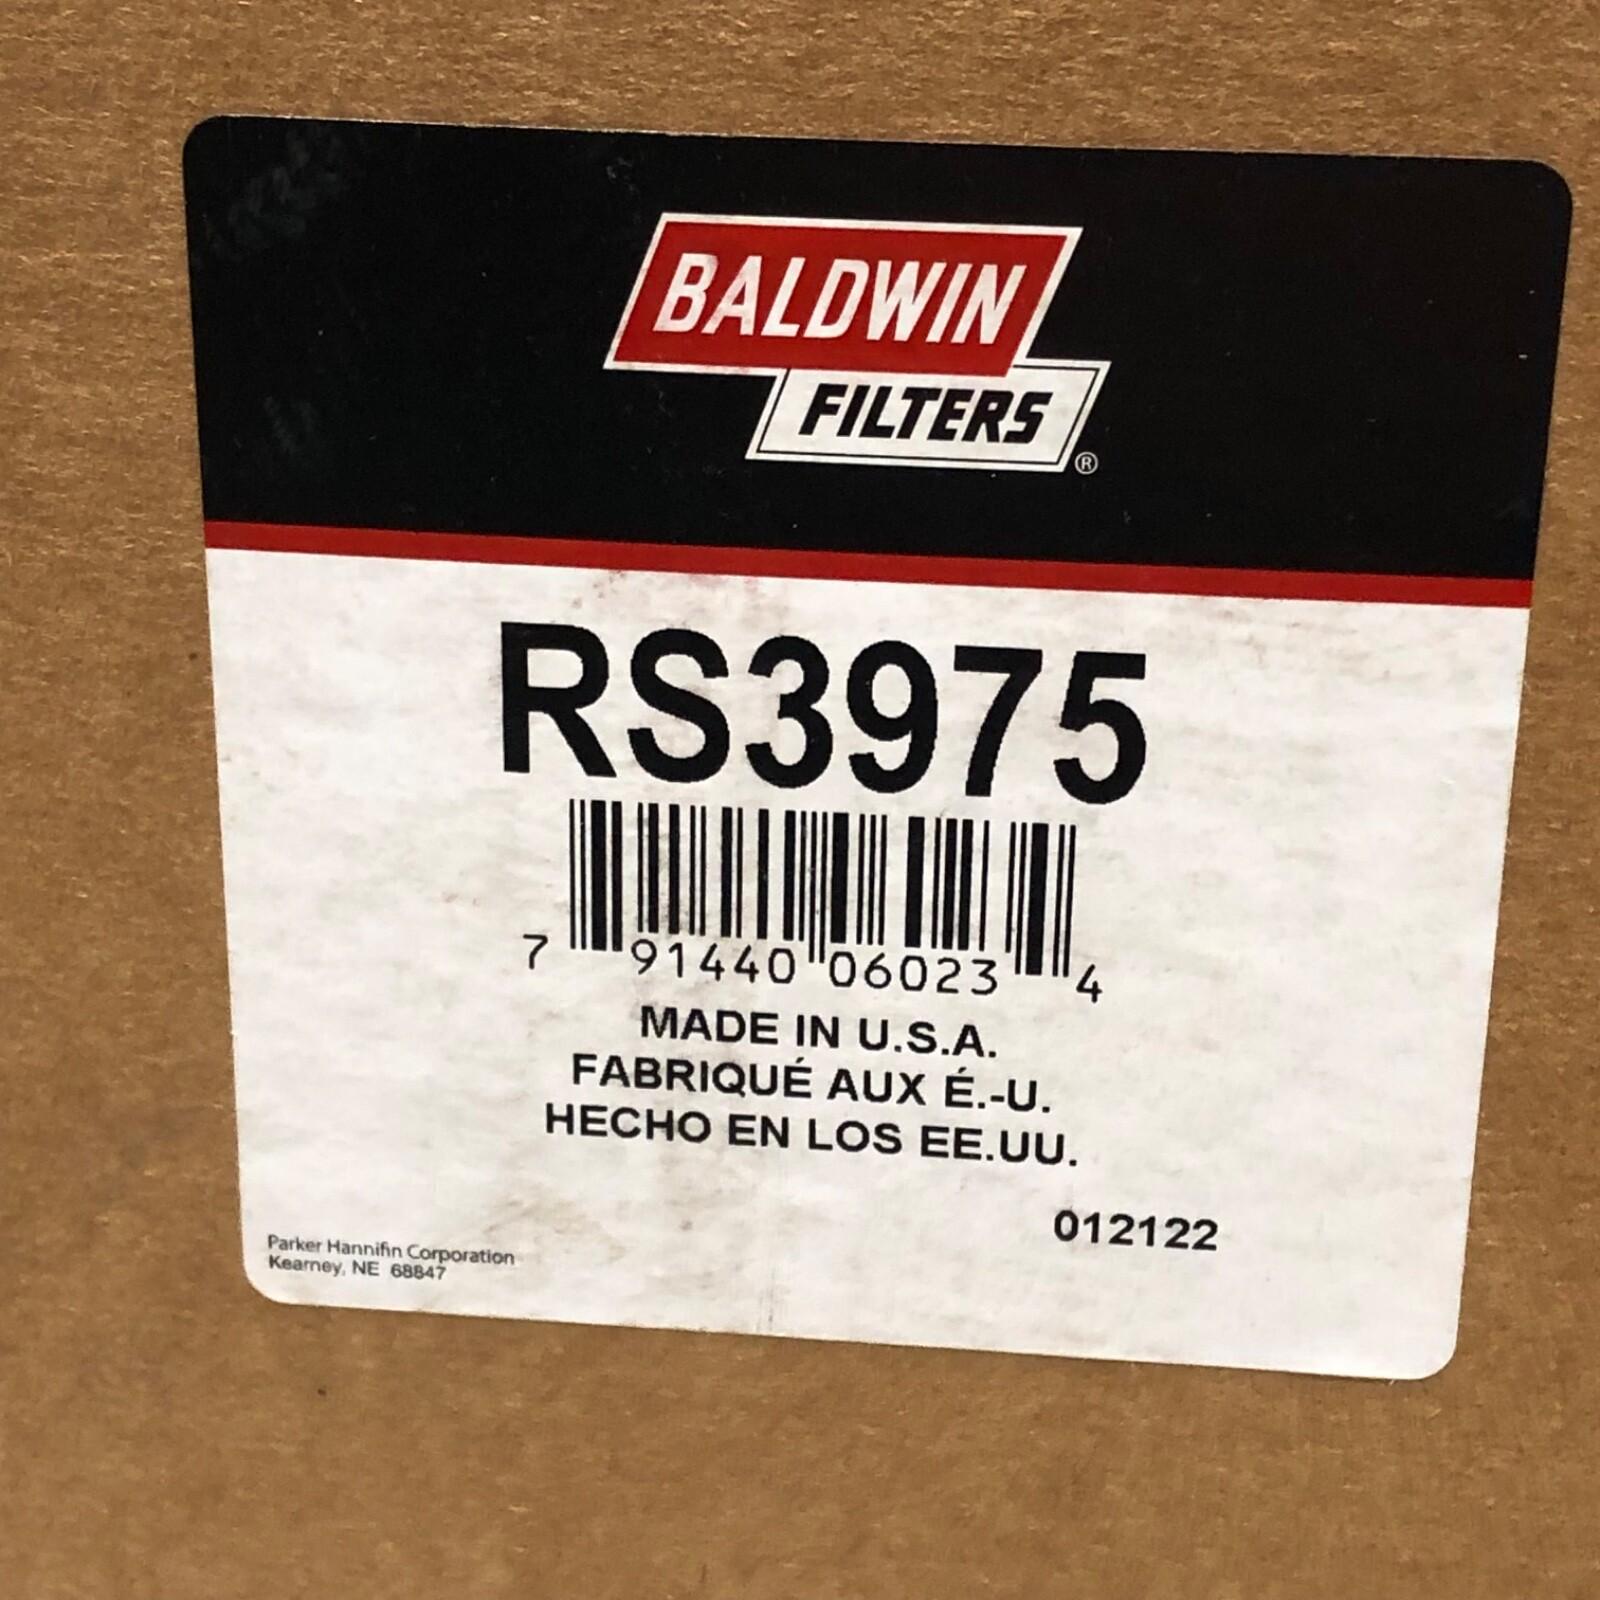 BALDWIN
FILTERS®
RS3975
7 91440 06023 4
MADE IN U.S.A.
FABRIQUÉ AUX É.-U.
HECHO EN LOS EE.UU.
012122
Parker Hannifin Corporation
Kearney, NE 68847